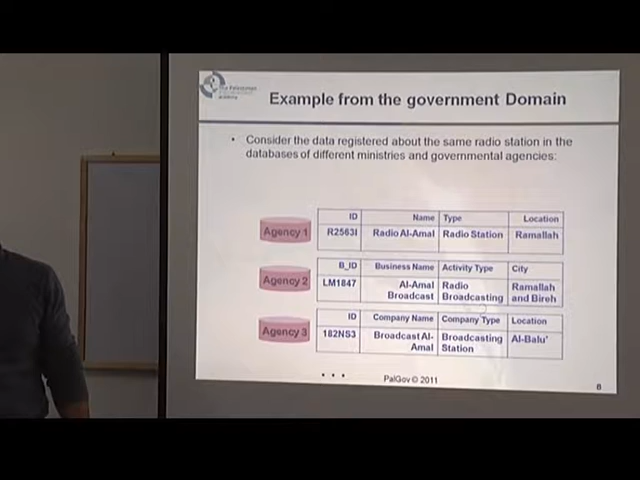 Example from the government Domain
• Consider the data registered about the same radio station in the
databases of different ministries and governmental agencies:
Agency 1
ID Name Type Location
R2563I Radio Al-Amal Radio Station Ramallah
Agency 2
B_ID Business Name Activity Type City
LM1847 Al-Amal Broadcast Radio Broadcasting Ramallah and Bireh
Agency 3
ID Company Name Company Type Location
182NS3 Broadcast Al-Amal Broadcasting Station Al-Balu'
. . .
PalGov © 2011
8